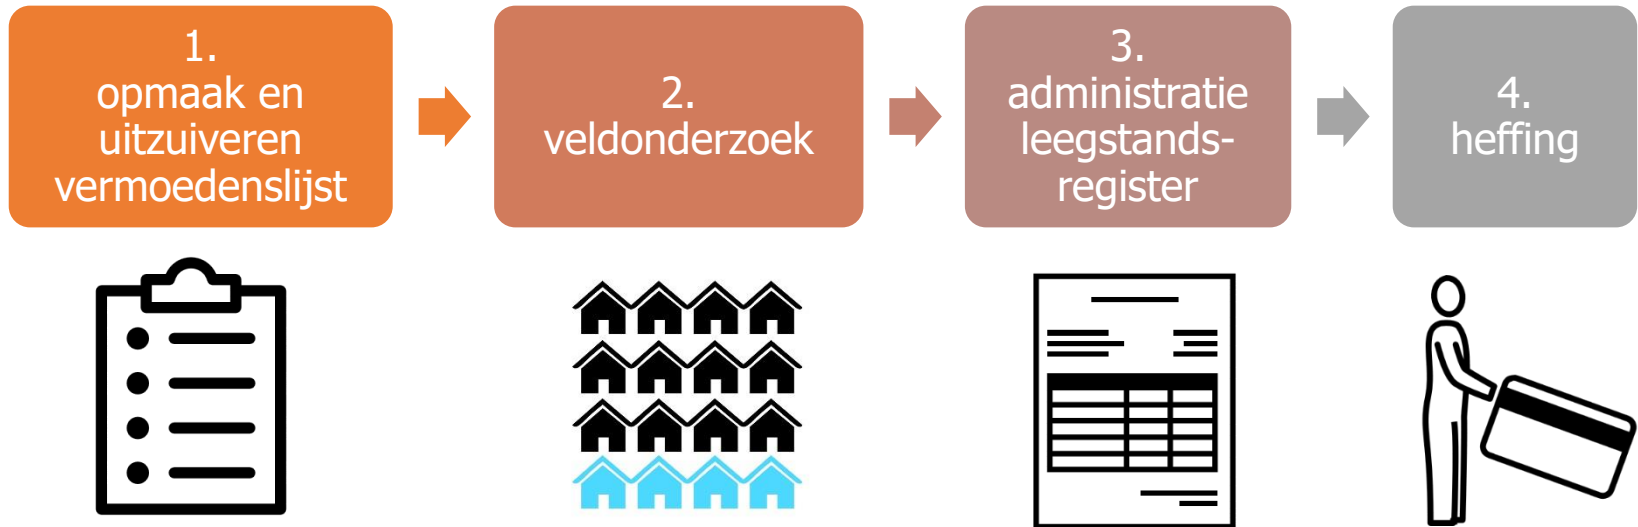 1.
opmaak en
uitzuiveren
vermoedenslijst
2.
veldonderzoek
3.
administratie
leegstands-
register
4.
heffing